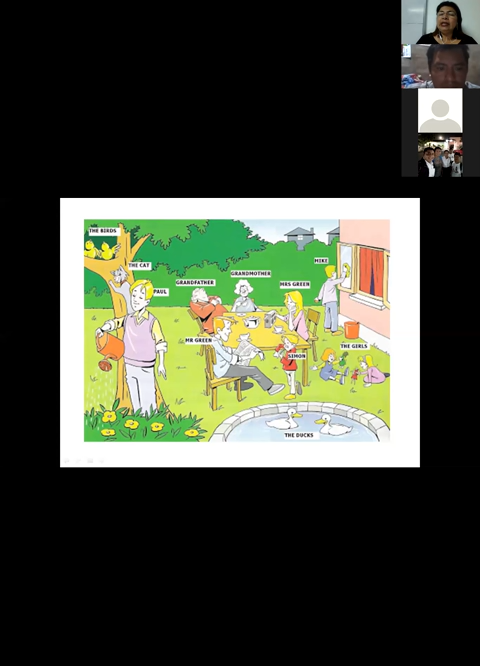 THE BIRDS
THE CAT
PAUL
GRANDFATHER
GRANDMOTHER
MRS GREEN
MIKE
MR GREEN
SIMON
THE GIRLS
THE DUCKS